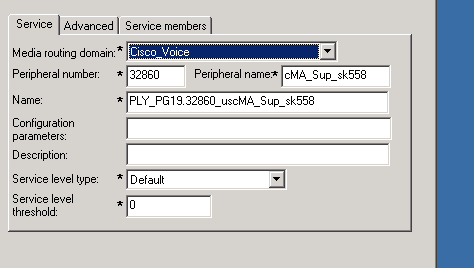 Service Advanced Service members
Media routing domain: * Cisco_Voice
Peripheral number: * 32860 Peripheral name: * cMA_Sup_sk558
Name: * PLY_PG19.32860_uscMA_Sup_sk558
Configuration
parameters:
Description:
Service level type: * Default
Service level
threshold: * 0